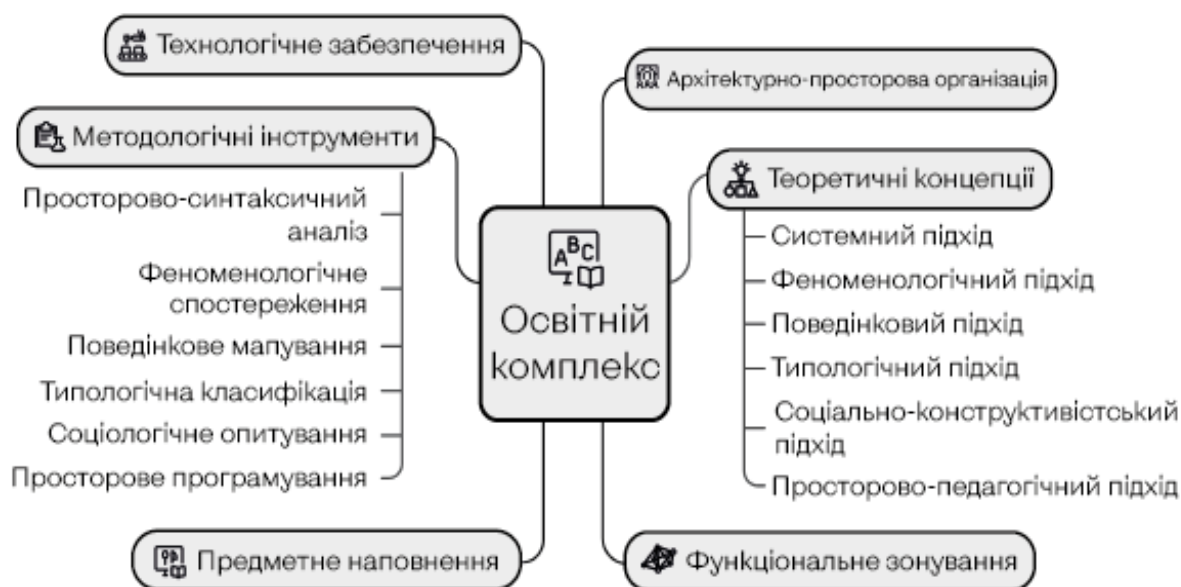 Технологічне забезпечення
Архітектурно-просторова організація
Методологічні інструменти
Просторово-синтаксичний
аналіз
Феноменологічне
спостереження
Поведінкове мапування
Типологічна класифікація
Соціологічне опитування
Просторове програмування
ABC
Освітній
комплекс
Теоретичні концепції
Системний підхід
Феноменологічний підхід
Поведінковий підхід
Типологічний підхід
Соціально-конструктивістський
підхід
Просторово-педагогічний підхід
Предметне наповнення
Функціональне зонування